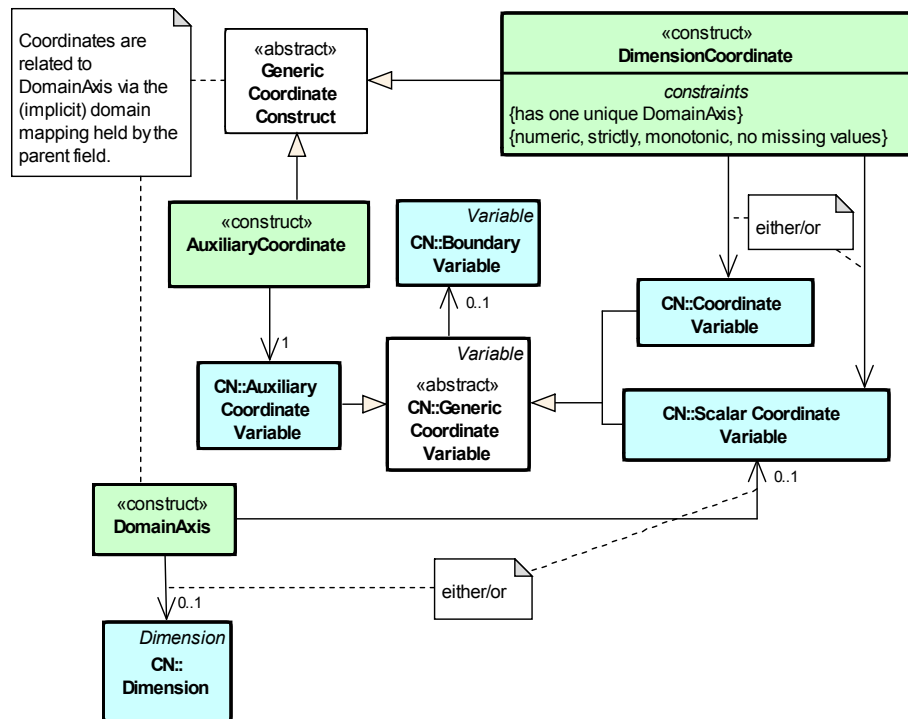 Coordinates are
related to
DomainAxis via the
(implicit) domain
mapping held by the
parent field.
«abstract»
Generic
Coordinate
Construct
«construct»
DimensionCoordinate
constraints
{has one unique DomainAxis}
{numeric, strictly, monotonic, no missing values}
«construct»
AuxiliaryCoordinate
Variable
CN::Boundary
Variable
either/or
0..1
CN::Coordinate
Variable
1
CN::Auxiliary
Coordinate
Variable
Variable
«abstract»
CN::Generic
Coordinate
Variable
CN::Scalar Coordinate
Variable
0..1
«construct»
DomainAxis
either/or
0..1
Dimension
CN::
Dimension